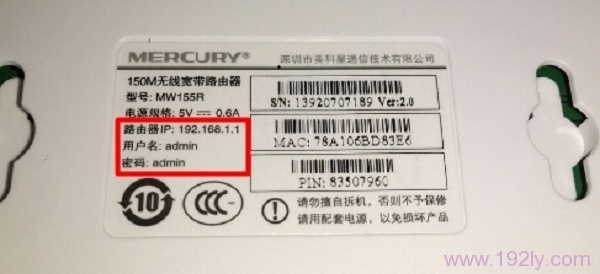 MERCURY®
深圳市美科星通信技术有限公司
150M无线宽带路由器
型号: MW155R
电源规格: 5V ⎓ 0.6A
路由器IP: 192.168.1.1
用户名: admin
密码: admin
S/N: 13920707189 Ver:2.0
MAC: 78A106BD83E6
PIN: 83507960
10
CCC
请勿擅自拆机，否则不予保修
请用配套电源，以免损坏产品
www.192ly.com